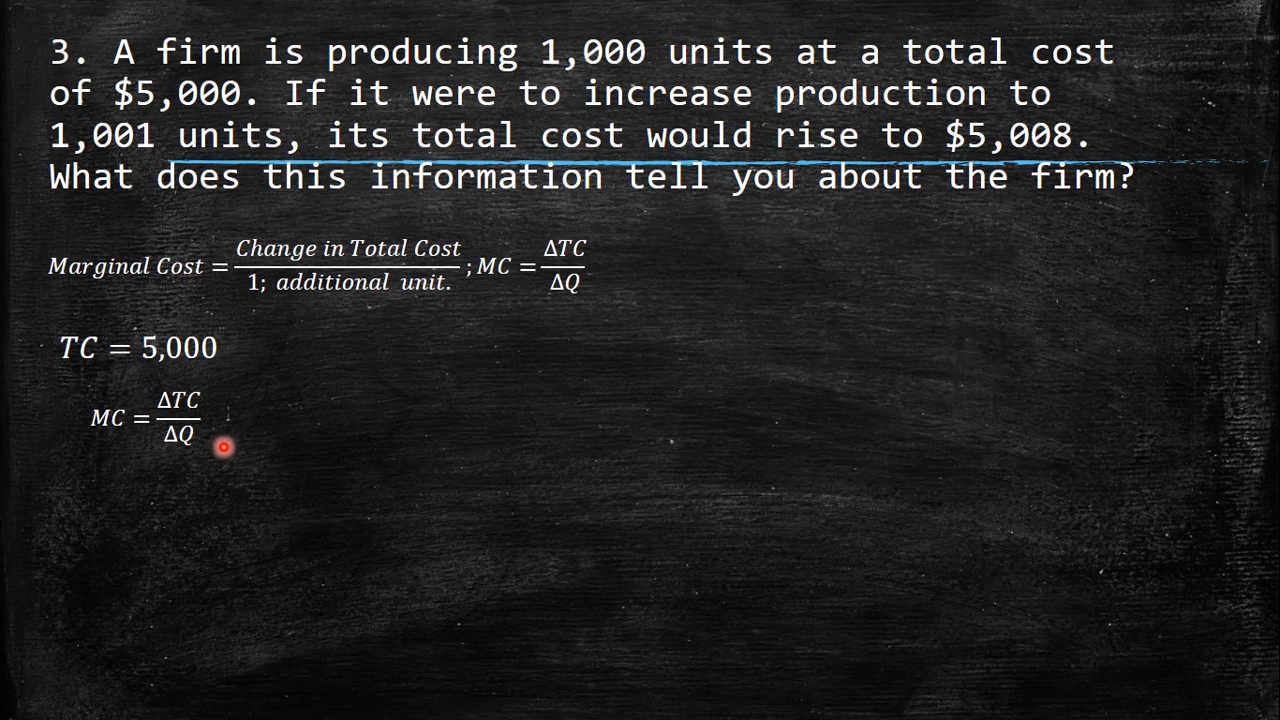 3. A firm is producing 1,000 units at a total cost
of $5,000. If it were to increase production to
1,001 units, its total cost would rise to $5,008.
What does this information tell you about the firm?
Marginal Cost = Change in Total Cost / 1; additional unit. ; MC = ΔTC / ΔQ
TC = 5,000
MC = ΔTC / ΔQ